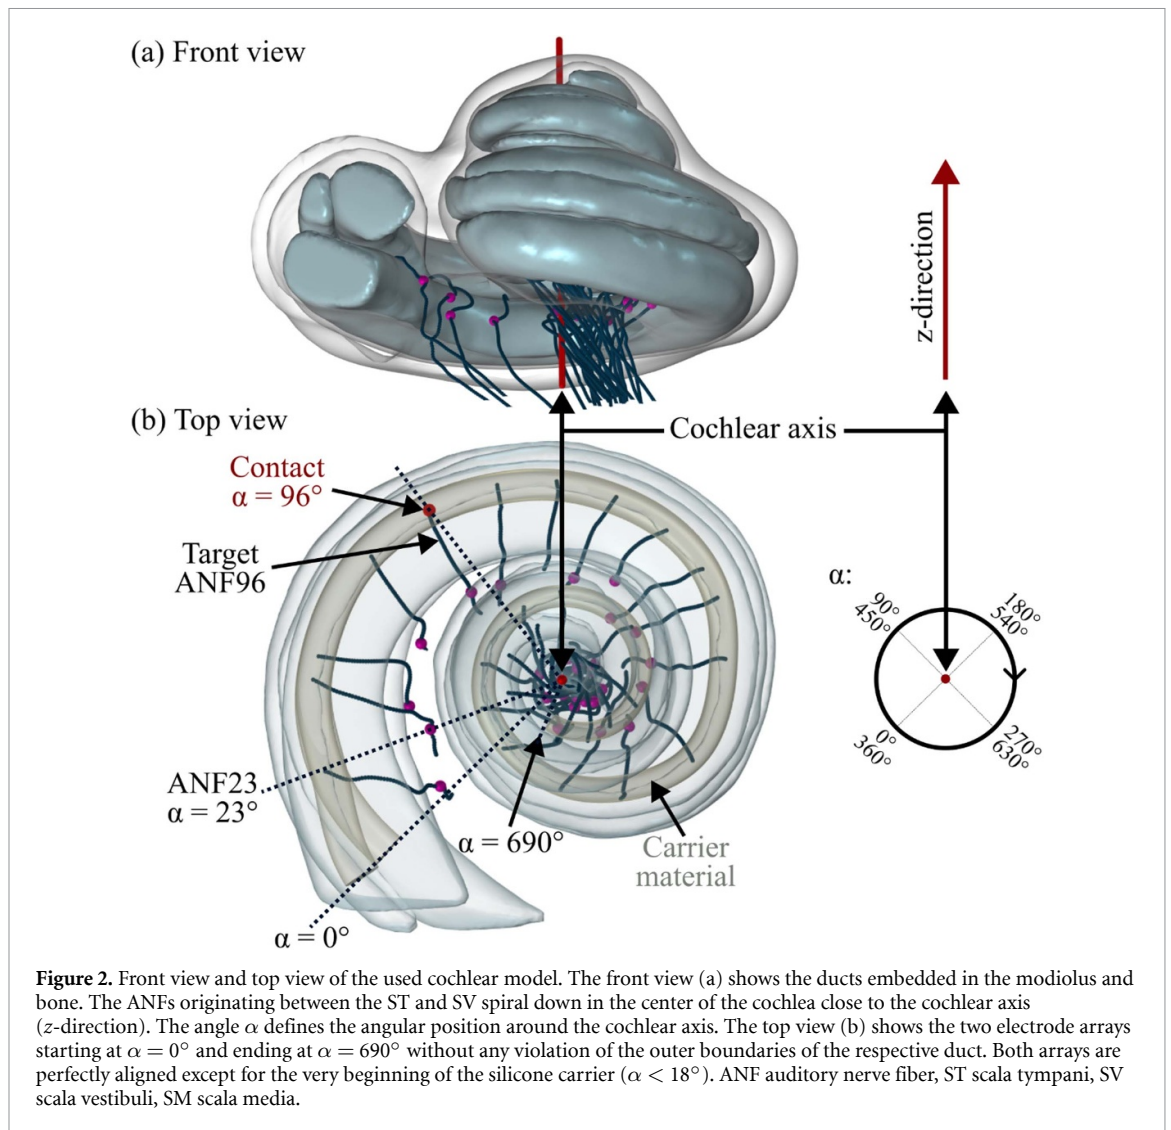 (a) Front view
z-direction
(b) Top view
Cochlear axis
Contact
α = 96°
Target
ANF96
α:
90°
450°
180°
540°
0°
360°
270°
630°
ANF23
α = 23°
α = 690°
Carrier
material
α = 0°
Figure 2. Front view and top view of the used cochlear model. The front view (a) shows the ducts embedded in the modiolus and
bone. The ANFs originating between the ST and SV spiral down in the center of the cochlea close to the cochlear axis
(z-direction). The angle α defines the angular position around the cochlear axis. The top view (b) shows the two electrode arrays
starting at α = 0° and ending at α = 690° without any violation of the outer boundaries of the respective duct. Both arrays are
perfectly aligned except for the very beginning of the silicone carrier (α < 18°). ANF auditory nerve fiber, ST scala tympani, SV
scala vestibuli, SM scala media.